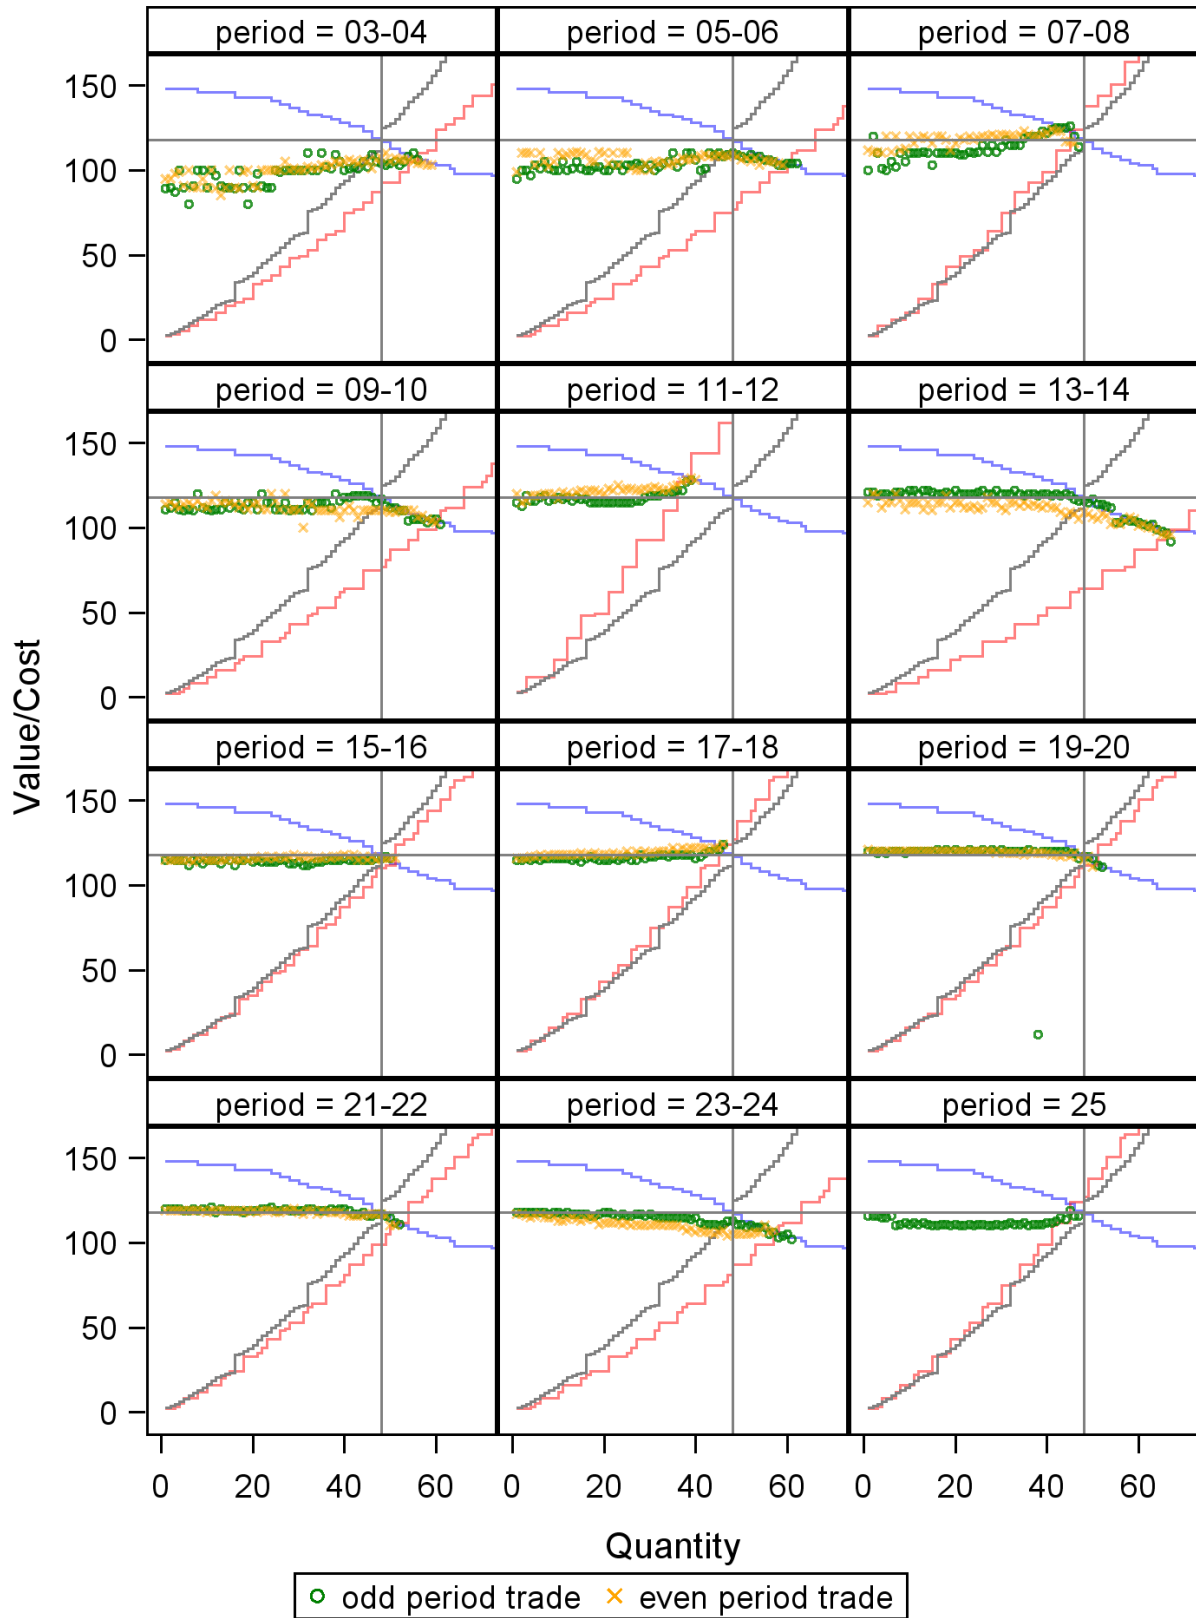 period = 03-04
period = 05-06
period = 07-08
150
100
50
0
period = 09-10
period = 11-12
period = 13-14
150
100
50
0
Value/Cost
period = 15-16
period = 17-18
period = 19-20
150
100
50
0
period = 21-22
period = 23-24
period = 25
150
100
50
0
0 20 40 60 0 20 40 60 0 20 40 60
Quantity
odd period trade even period trade